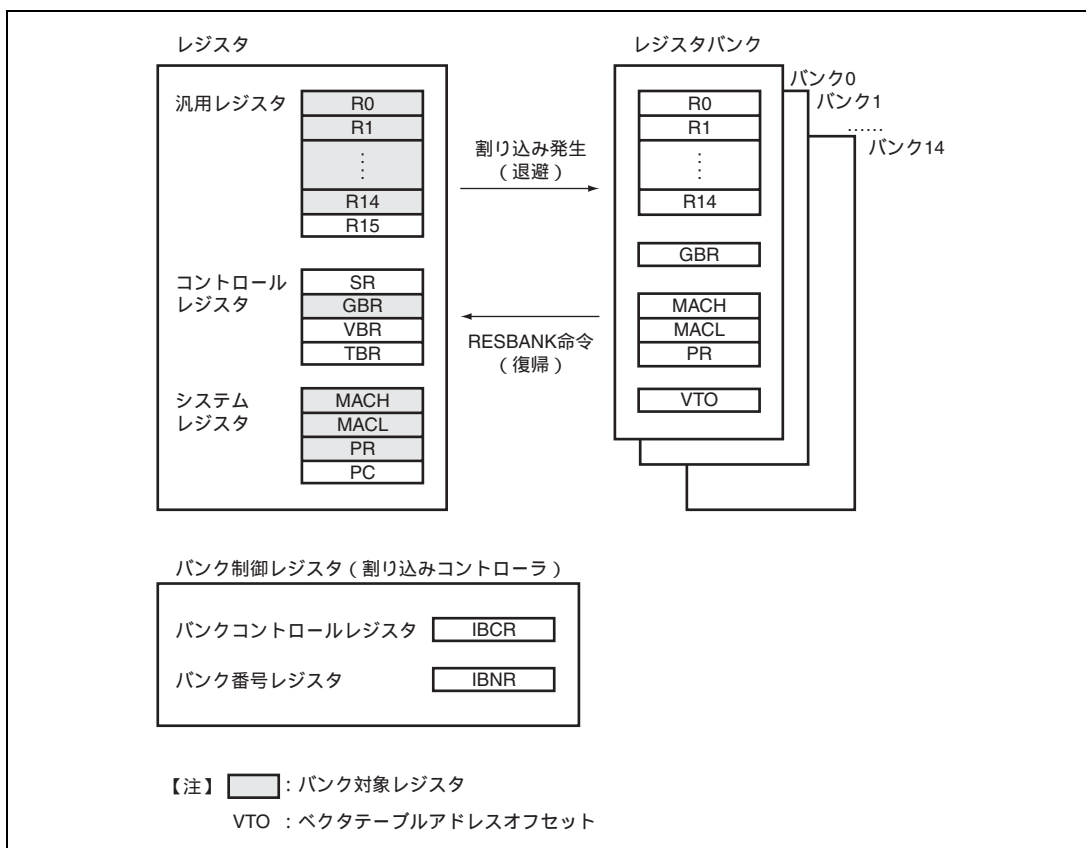 レジスタ
汎用レジスタ
R0
R1
R14
R15
コントロール
レジスタ
SR
GBR
VBR
TBR
システム
レジスタ
MACH
MACL
PR
PC
割り込み発生
(退避)
RESBANK命令
(復帰)
レジスタバンク
バンク0
バンク1
……
バンク14
R0
R1
R14
GBR
MACH
MACL
PR
VTO
バンク制御レジスタ(割り込みコントローラ)
バンクコントロールレジスタ IBCR
バンク番号レジスタ IBNR
【注】 :バンク対象レジスタ
VTO :ベクタテーブルアドレスオフセット